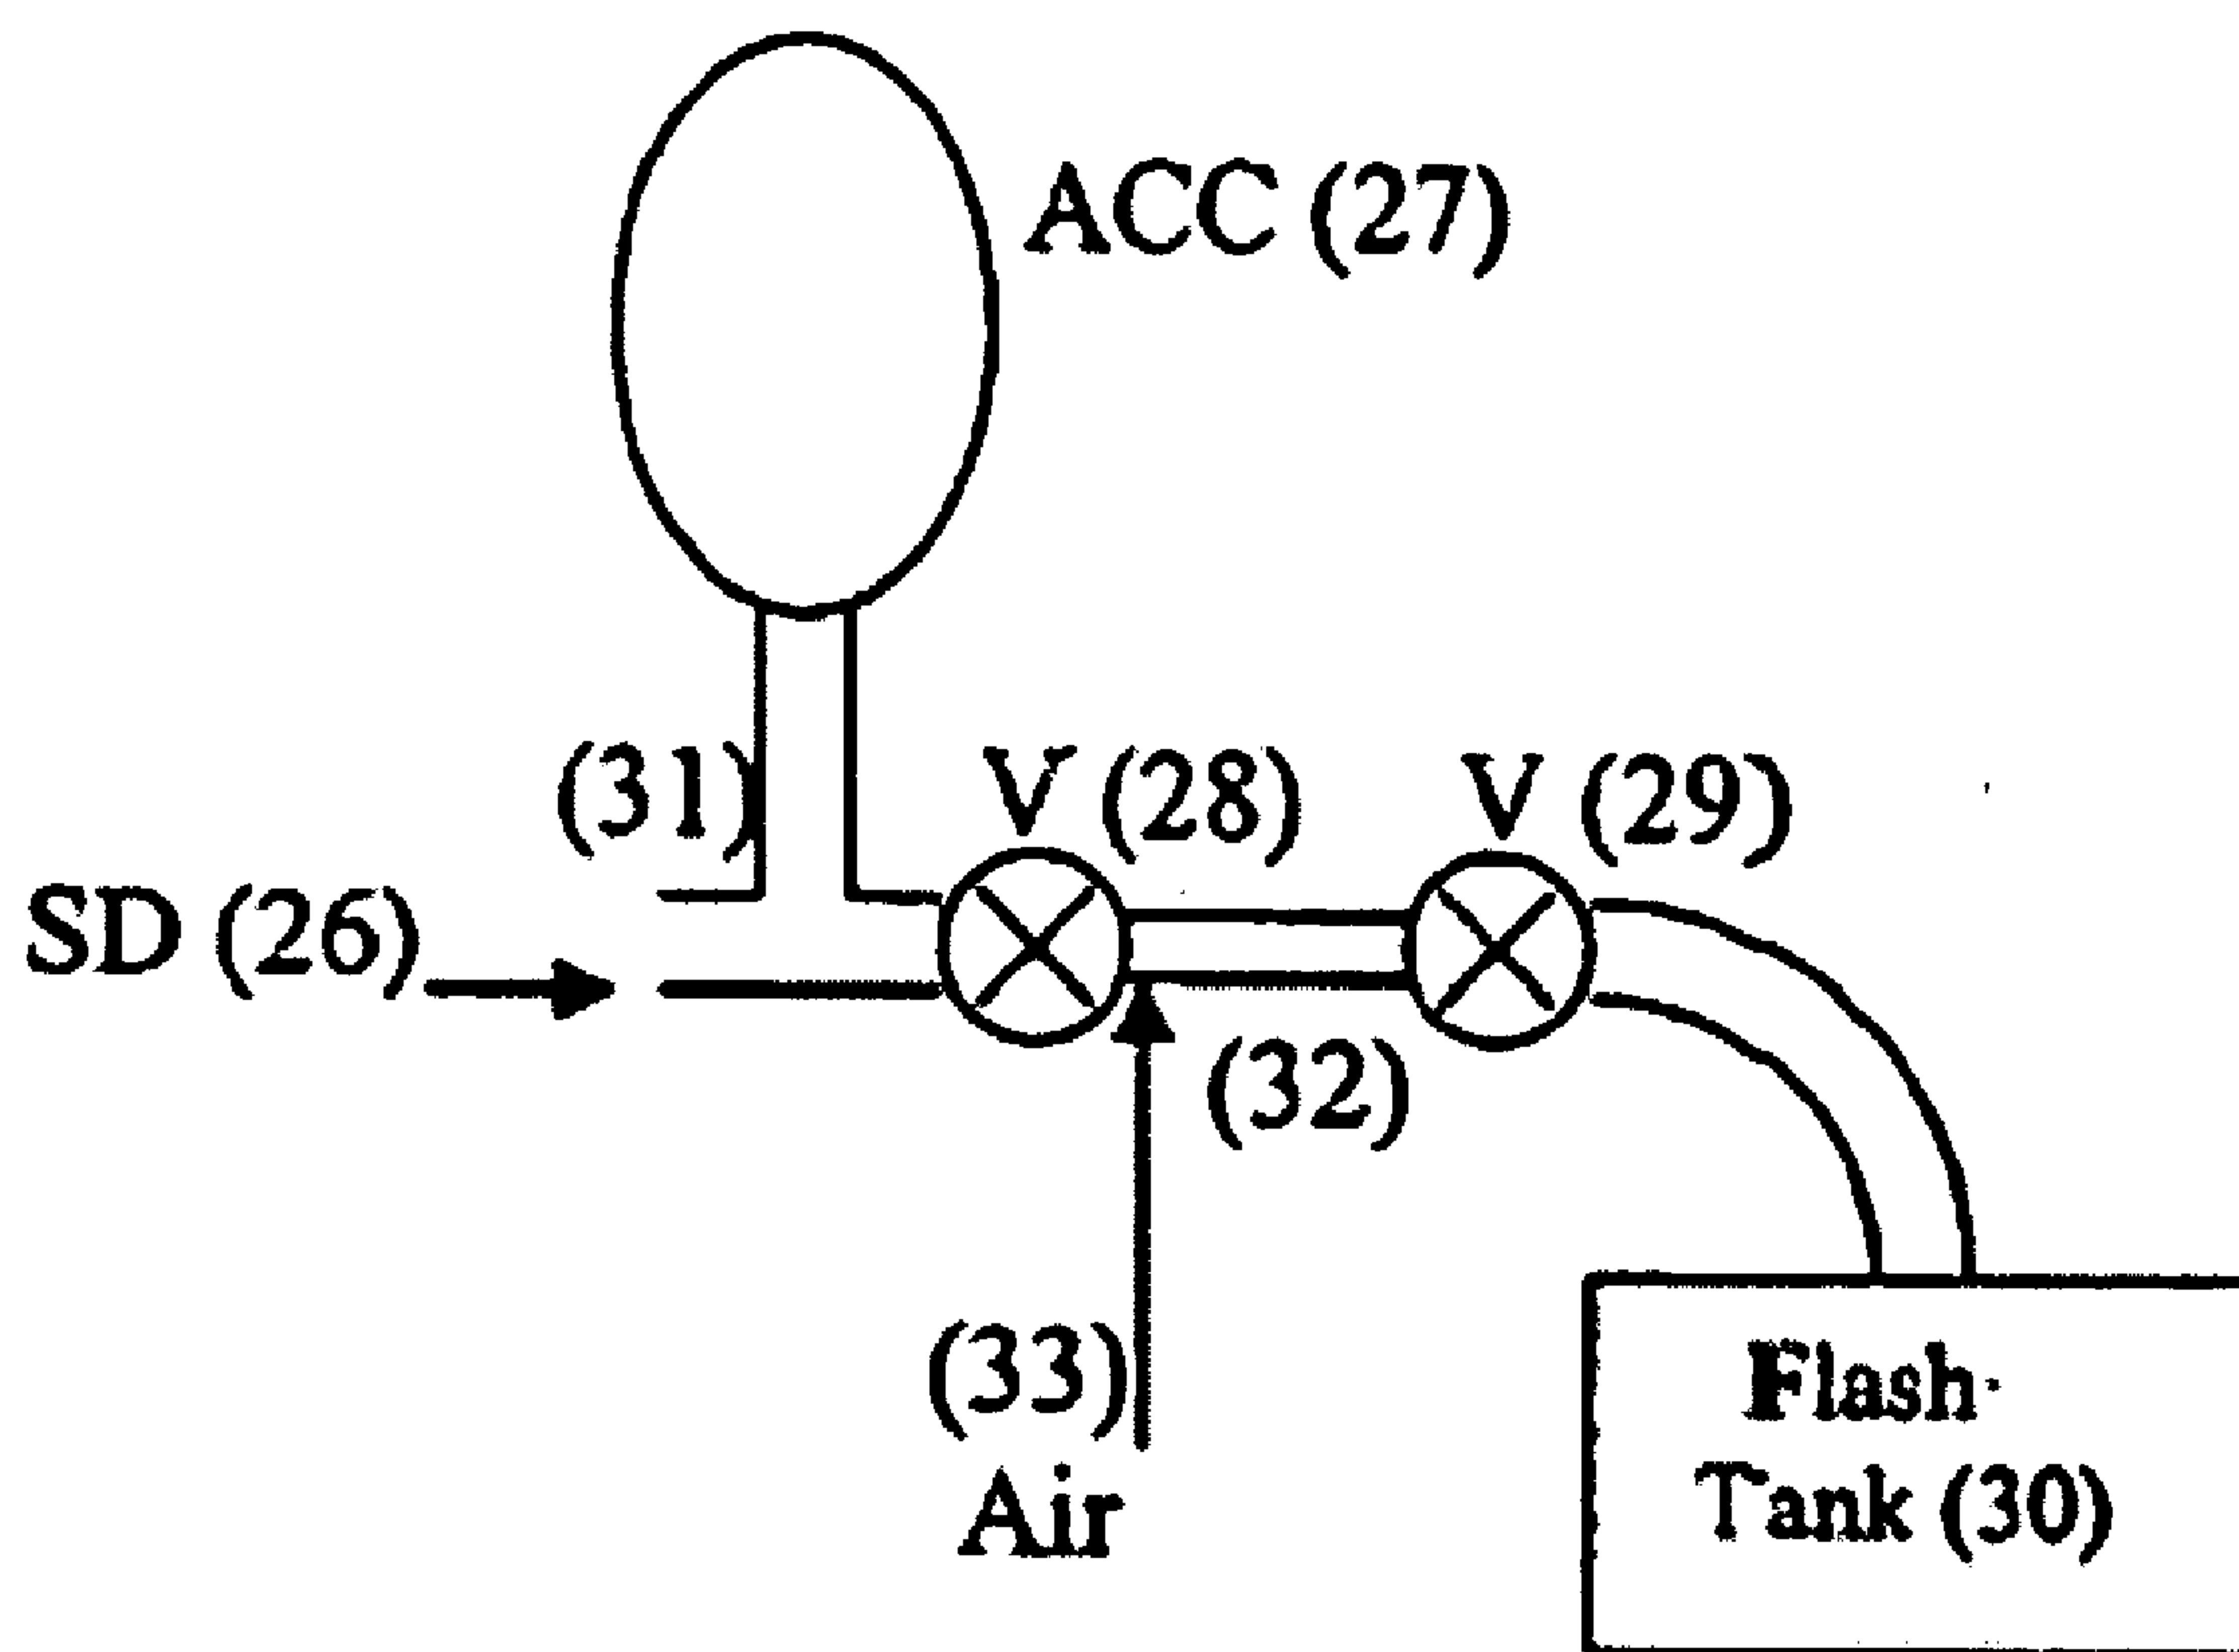 ACC (27)
(31)
V (28)
V (29)
SD (26)
(32)
(33)
Air
Flash
Tank (30)